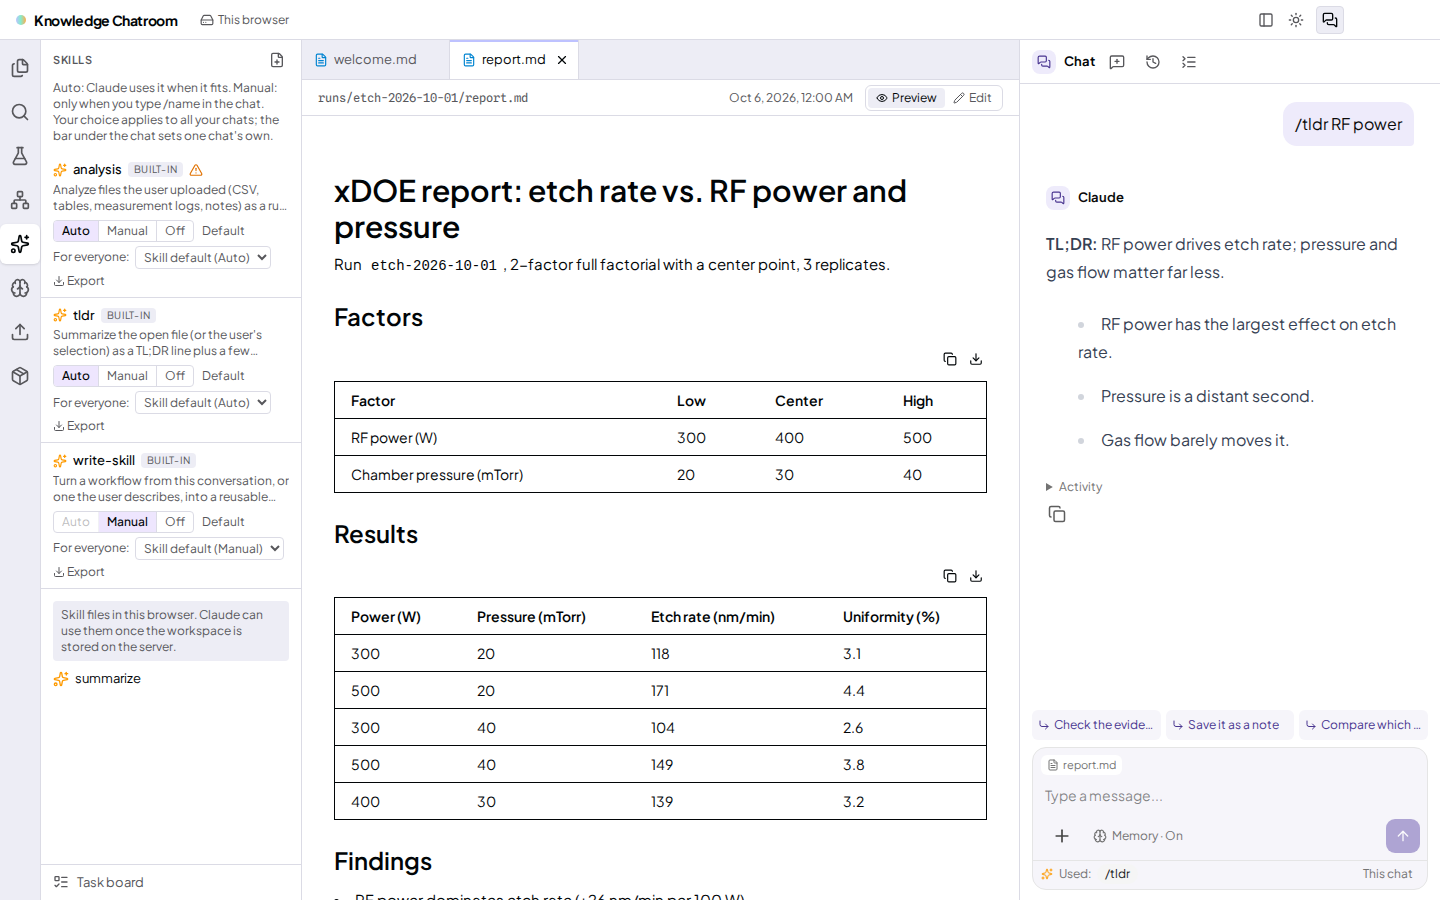 Knowledge Chatroom
This browser
SKILLS
Auto: Claude uses it when it fits. Manual:
only when you type /name in the chat.
Your choice applies to all your chats; the
bar under the chat sets one chat's own.
analysis BUILT-IN
Analyze files the user uploaded (CSV,
tables, measurement logs, notes) as a ru...
Auto Manual Off Default
For everyone: Skill default (Auto)
Export
tldr BUILT-IN
Summarize the open file (or the user's
selection) as a TL;DR line plus a few...
Auto Manual Off Default
For everyone: Skill default (Auto)
Export
write-skill BUILT-IN
Turn a workflow from this conversation, or
one the user describes, into a reusable...
Auto Manual Off Default
For everyone: Skill default (Manual)
Export
Skill files in this browser. Claude can
use them once the workspace is
stored on the server.
summarize
Task board
welcome.md
report.md
runs/etch-2026-10-01/report.md
Oct 6, 2026, 12:00 AM
Preview
Edit
xDOE report: etch rate vs. RF power and
pressure
Run etch-2026-10-01 , 2-factor full factorial with a center point, 3 replicates.
Factors
Factor Low Center High
RF power (W) 300 400 500
Chamber pressure (mTorr) 20 30 40
Results
Power (W) Pressure (mTorr) Etch rate (nm/min) Uniformity (%)
300 20 118 3.1
500 20 171 4.4
300 40 104 2.6
500 40 149 3.8
400 30 139 3.2
Findings
RF power dominates etch rate (+26 nm/min per 100 W)
Chat
/tldr RF power
Claude
TL;DR: RF power drives etch rate; pressure and
gas flow matter far less.
RF power has the largest effect on etch
rate.
Pressure is a distant second.
Gas flow barely moves it.
Activity
Check the evide...
Save it as a note
Compare which ...
report.md
Type a message...
Memory · On
Used: /tldr
This chat